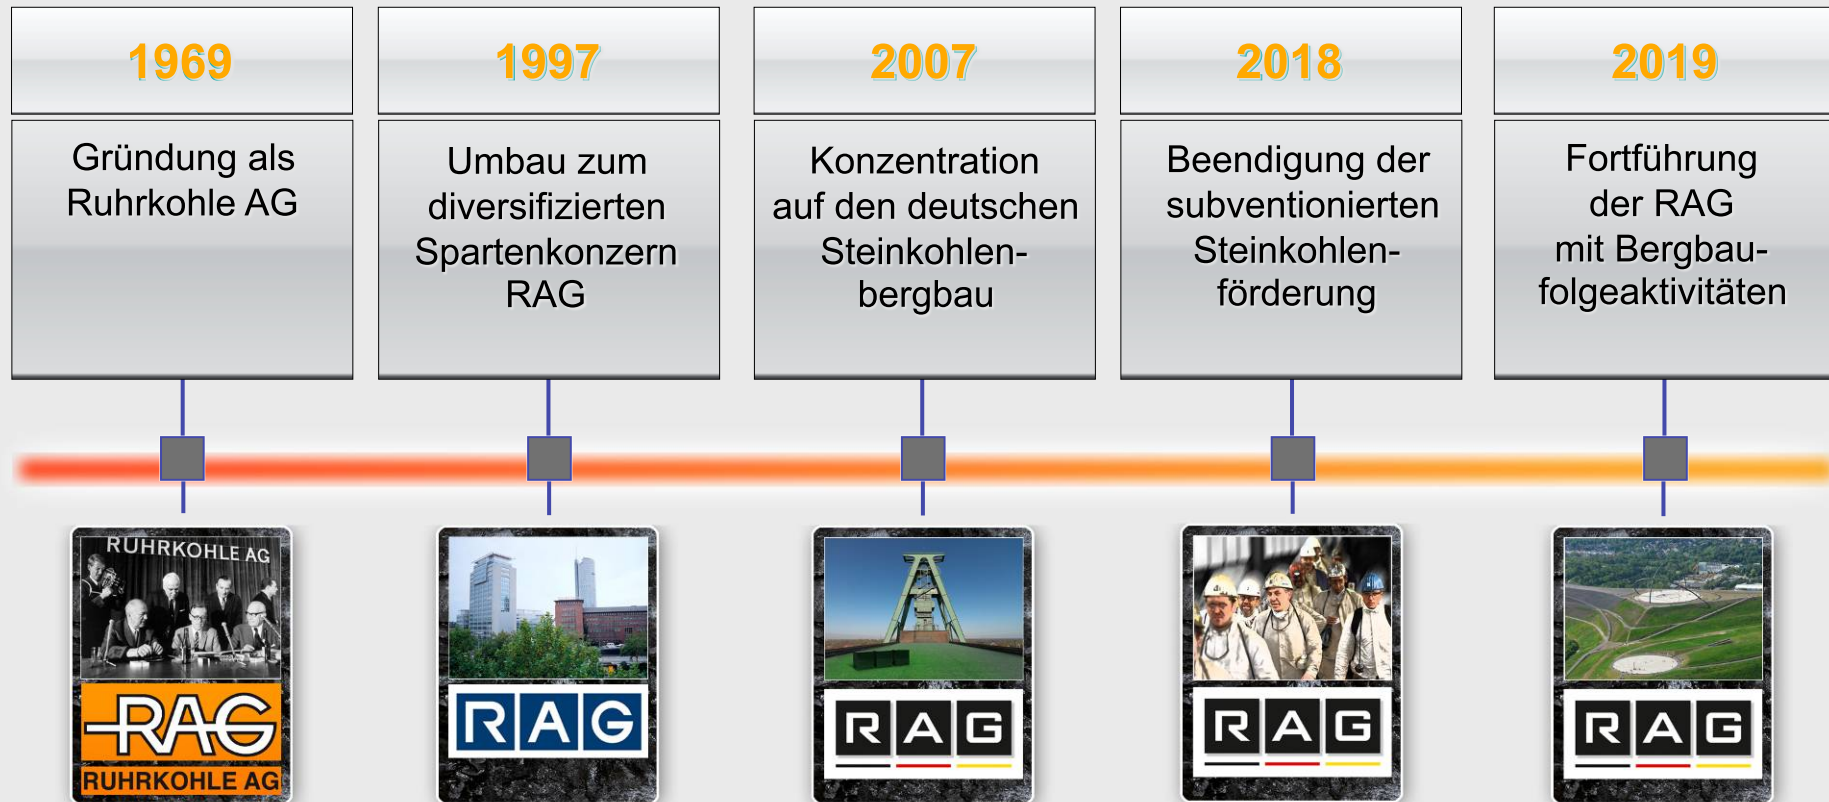 1969
Gründung als
Ruhrkohle AG
1997
Umbau zum
diversifizierten
Spartenkonzern
RAG
2007
Konzentration
auf den deutschen
Steinkohlen-
bergbau
2018
Beendigung der
subventionierten
Steinkohlen-
förderung
2019
Fortführung
der RAG
mit Bergbau-
folgeaktivitäten
RUHRKOHLE AG
RAG
RUHRKOHLE AG
RAG
RAG
RAG
RAG